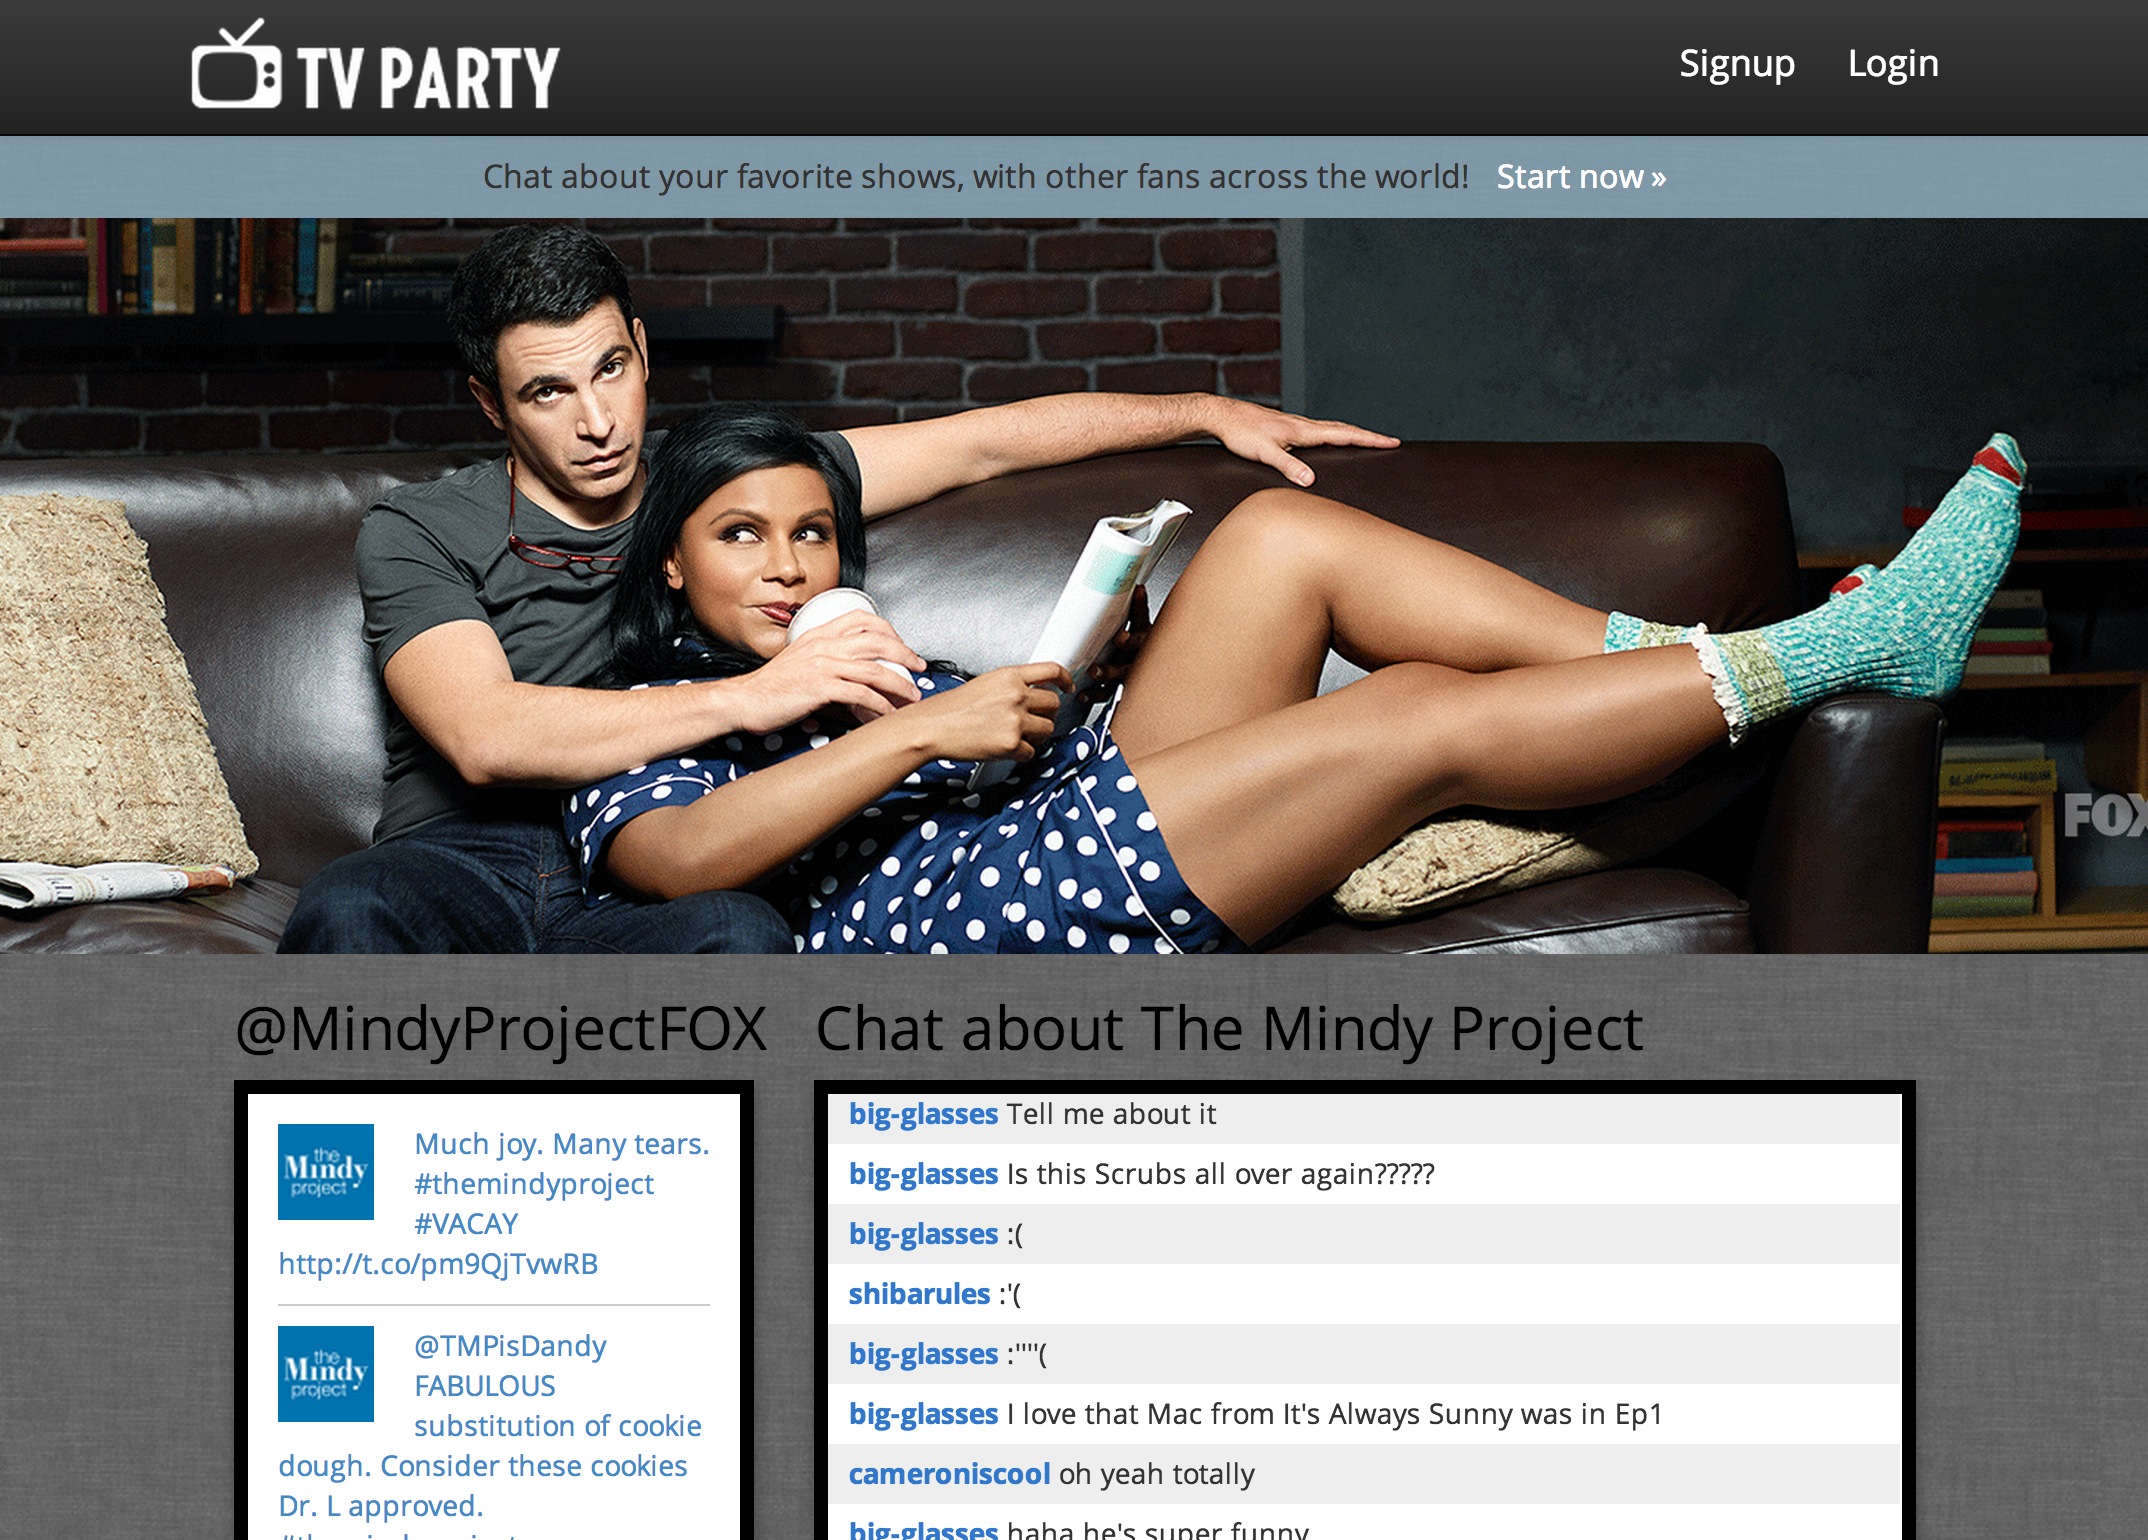 TV PARTY
Signup Login
Chat about your favorite shows, with other fans across the world! Start now »
FOX
@MindyProjectFOX
the
Mindy
project
Much joy. Many tears.
#themindyproject
#VACAY
http://t.co/pm9QjTvwRB
the
Mindy
project
@TMPisDandy
FABULOUS
substitution of cookie
dough. Consider these cookies
Dr. L approved.
#themindyproject
Chat about The Mindy Project
big-glasses Tell me about it
big-glasses Is this Scrubs all over again?????
big-glasses :(
shibarules :'(
big-glasses :''''(
big-glasses I love that Mac from It's Always Sunny was in Ep1
cameroniscool oh yeah totally
big-glasses haha he's super funny